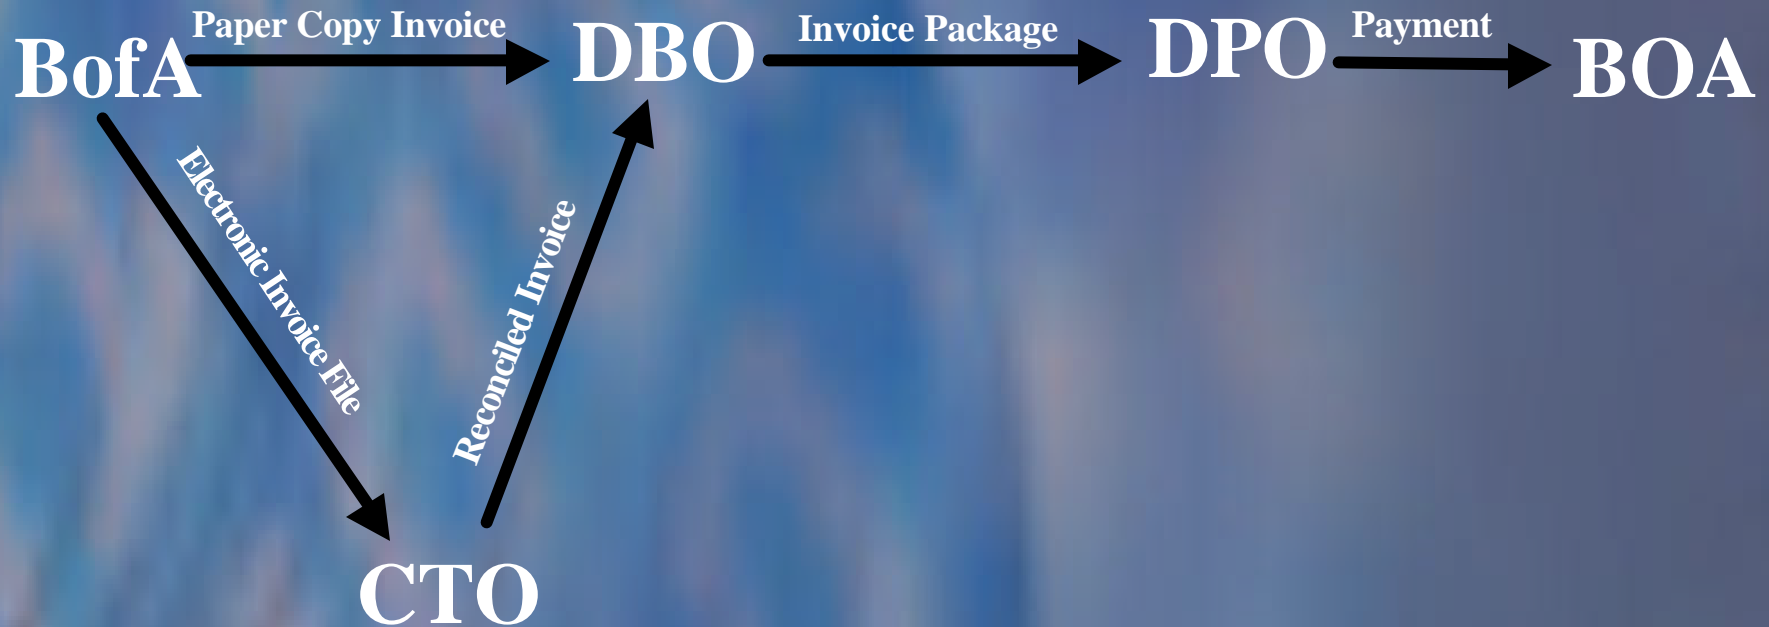 BofA
Paper Copy Invoice
DBO
Invoice Package
DPO
Payment
BOA
Electronic Invoice File
Reconciled Invoice
CTO